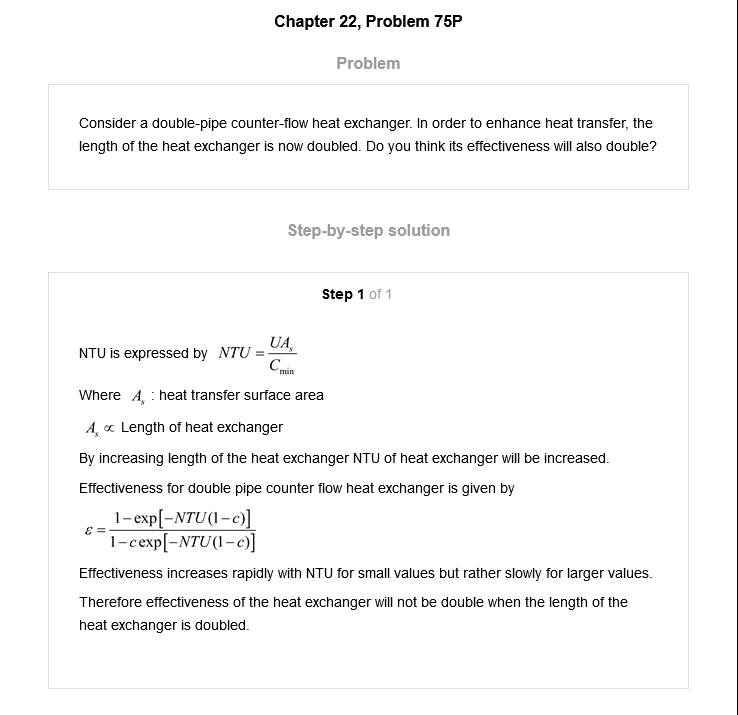 Chapter 22, Problem 75P
Problem
Consider a double-pipe counter-flow heat exchanger. In order to enhance heat transfer, the
length of the heat exchanger is now doubled. Do you think its effectiveness will also double?
Step-by-step solution
Step 1 of 1
NTU is expressed by NTU = UA_s / C_min
Where A_s : heat transfer surface area
A_s ∝ Length of heat exchanger
By increasing length of the heat exchanger NTU of heat exchanger will be increased.
Effectiveness for double pipe counter flow heat exchanger is given by
ε = 1−exp[−NTU(1−c)] / 1−c exp[−NTU(1−c)]
Effectiveness increases rapidly with NTU for small values but rather slowly for larger values.
Therefore effectiveness of the heat exchanger will not be double when the length of the
heat exchanger is doubled.